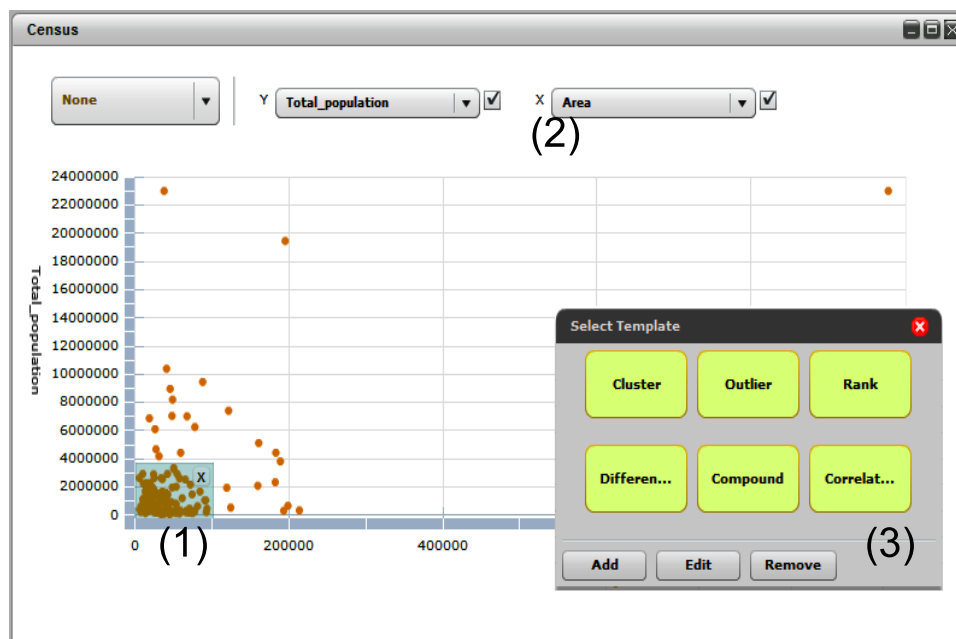 Census
None
Y Total_population
X Area
(2)
24000000
22000000
20000000
18000000
16000000
14000000
12000000
10000000
8000000
6000000
4000000
2000000
0
Total_population
X
(1)
0 200000 400000
Select Template
X
Cluster Outlier Rank
Differen... Compound Correlat...
(3)
Add Edit Remove